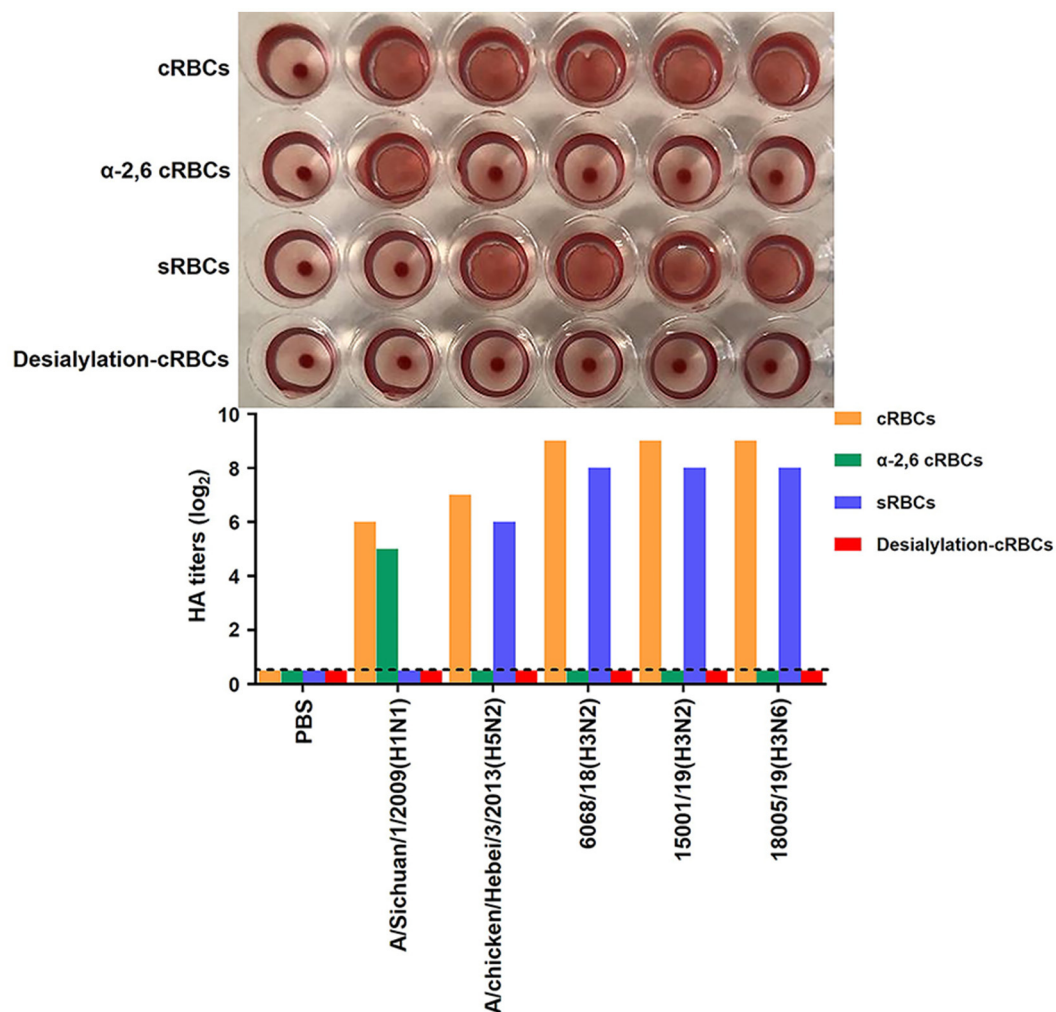 cRBCs
α-2,6 cRBCs
sRBCs
Desialylation-cRBCs
10
8
6
4
2
0
HA titers (log2)
cRBCs
α-2,6 cRBCs
sRBCs
Desialylation-cRBCs
PBS
A/Sichuan/1/2009(H1N1)
A/chicken/Hebei/3/2013(H5N2)
6068/18(H3N2)
15001/19(H3N2)
18005/19(H3N6)